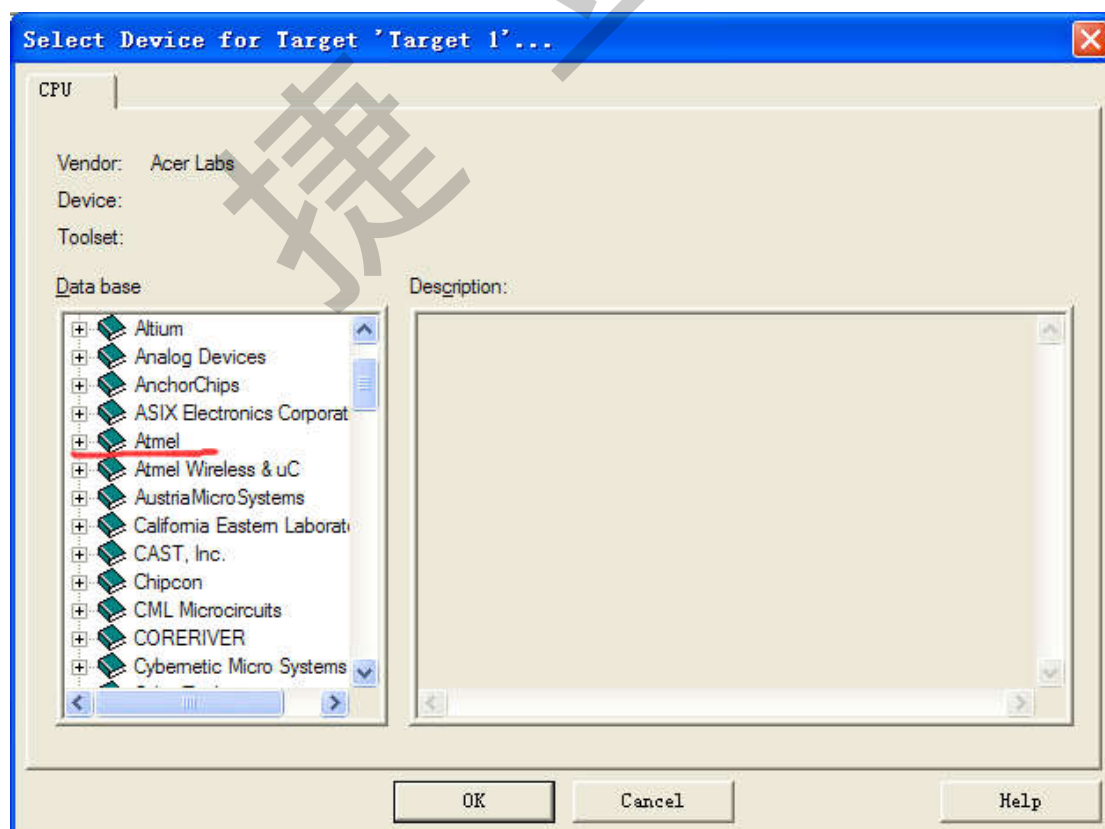 Select Device for Target 'Target 1'...
CPU
Vendor: Acer Labs
Device:
Toolset:
Data base
Description:
Altium
Analog Devices
AnchorChips
ASIX Electronics Corporat
Atmel
Atmel Wireless & uC
AustriaMicroSystems
California Eastern Laborat
CAST, Inc.
Chipcon
CML Microcircuits
CORERIVER
Cybernetic Micro Systems
OK
Cancel
Help
捷